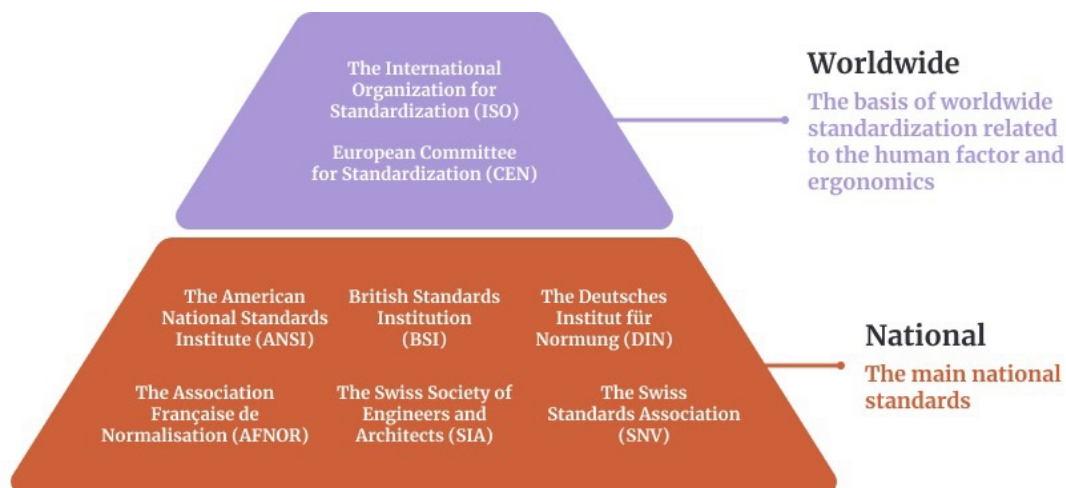 The International
Organization for
Standardization (ISO)
European Committee
for Standardization (CEN)
Worldwide
The basis of worldwide
standardization related
to the human factor and
ergonomics
The American
National Standards
Institute (ANSI)
British Standards
Institution
(BSI)
The Deutsches
Institut für
Normung (DIN)
The Association
Française de
Normalisation (AFNOR)
The Swiss Society of
Engineers and
Architects (SIA)
The Swiss
Standards Association
(SNV)
National
The main national
standards